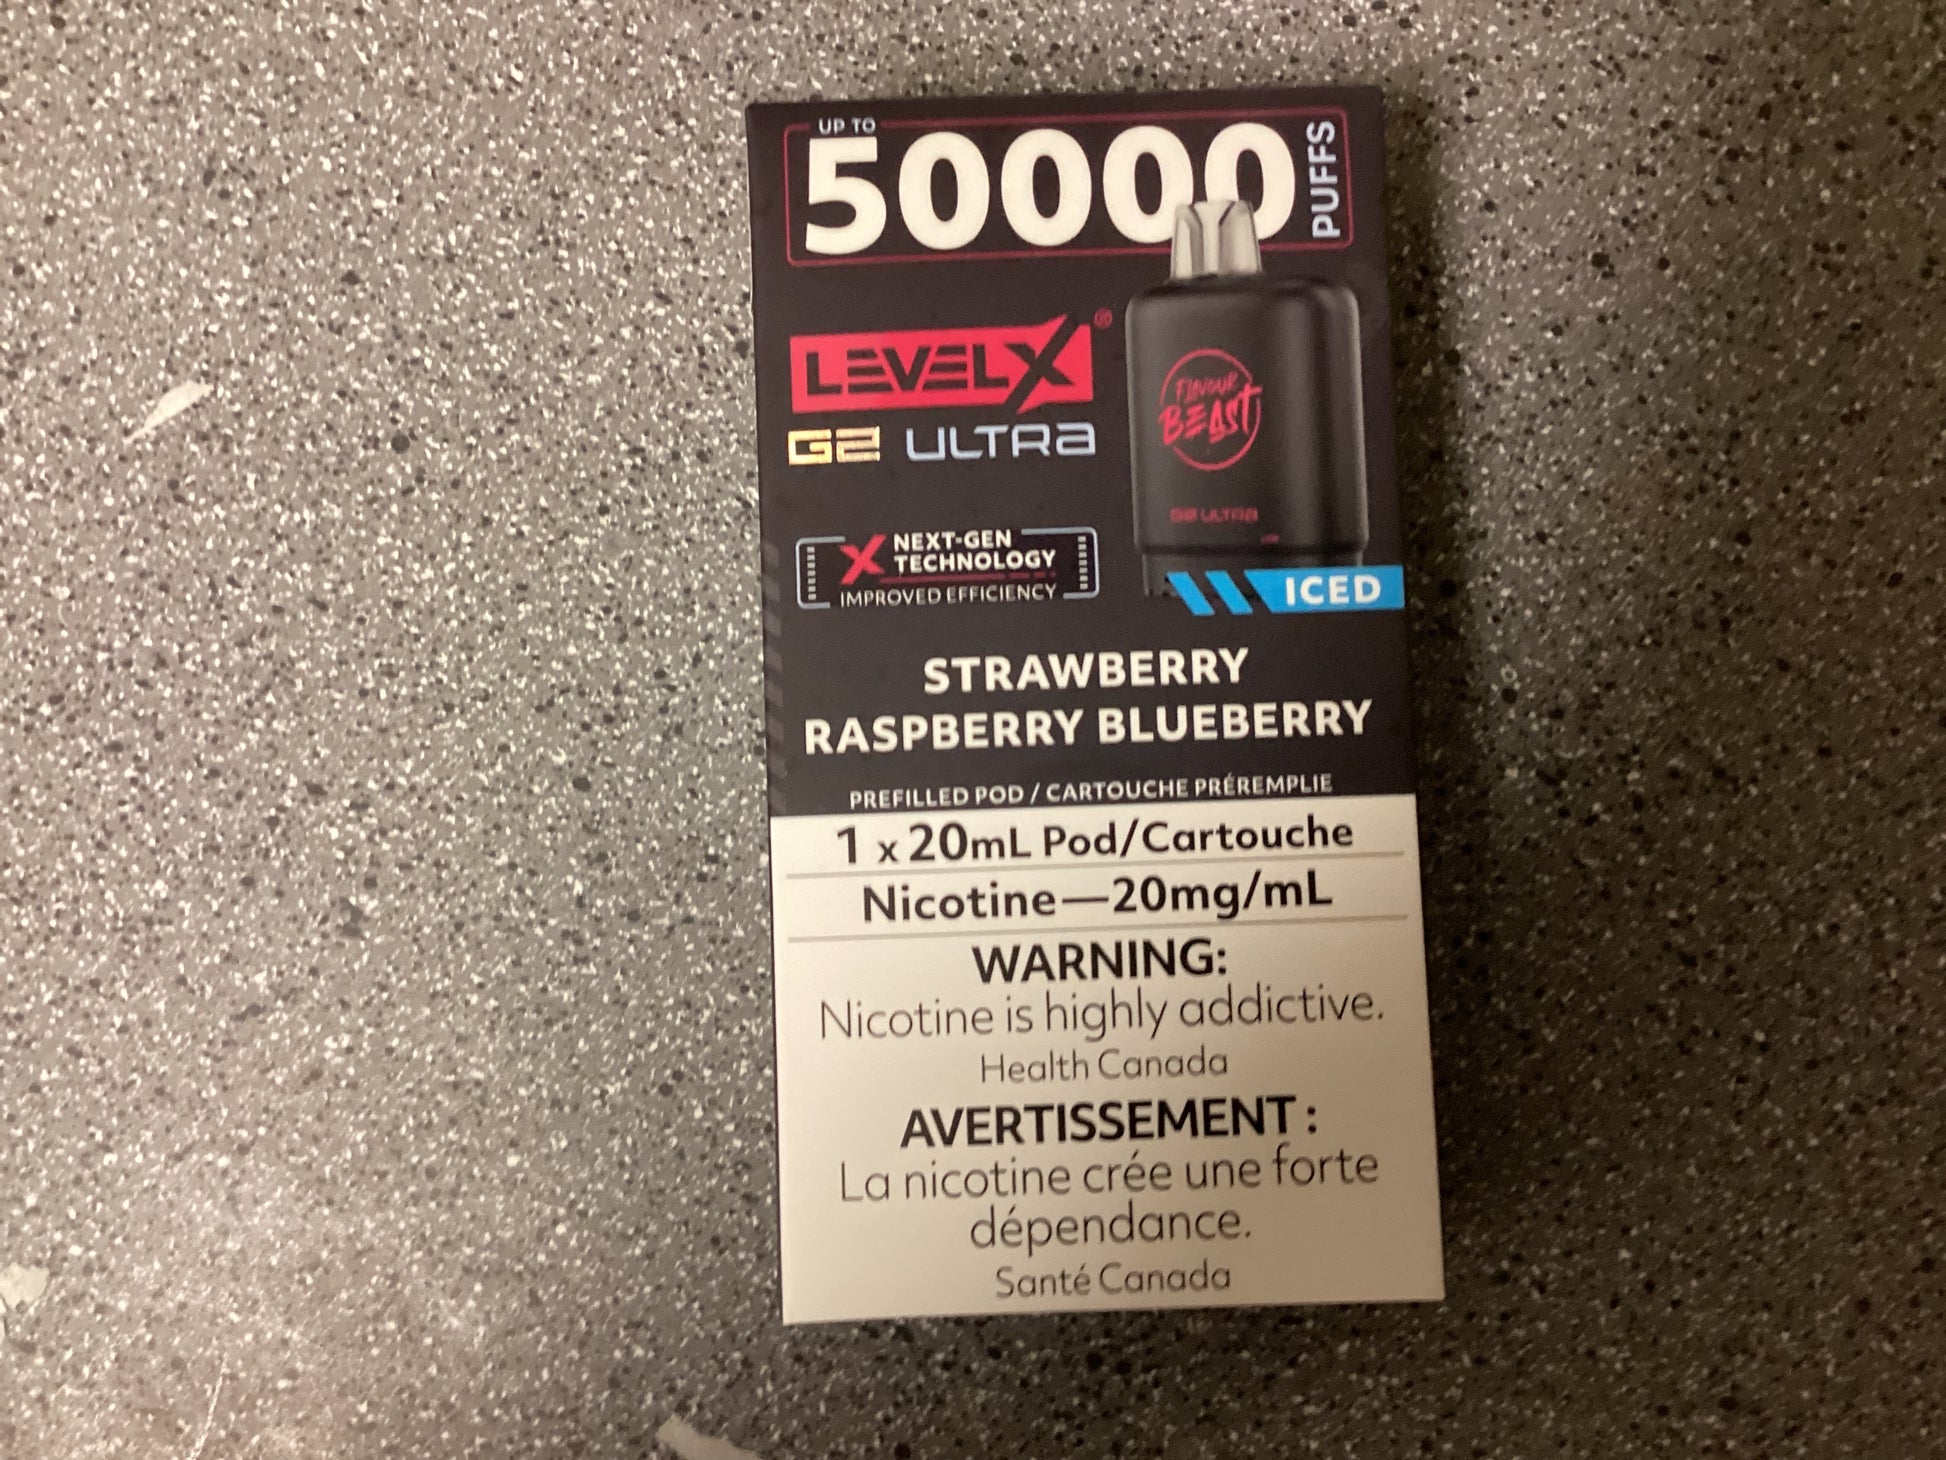 UP TO
50000
PUFFS
LEVELX®
G2 ULTRA
FLAVOUR
BEAST
G2 ULTRA
X NEXT-GEN
TECHNOLOGY
IMPROVED EFFICIENCY
ICED
STRAWBERRY
RASPBERRY BLUEBERRY
PREFILLED POD / CARTOUCHE PRÉREMPLIE
1 x 20mL Pod/Cartouche
Nicotine—20mg/mL
WARNING:
Nicotine is highly addictive.
Health Canada
AVERTISSEMENT :
La nicotine crée une forte
dépendance.
Santé Canada